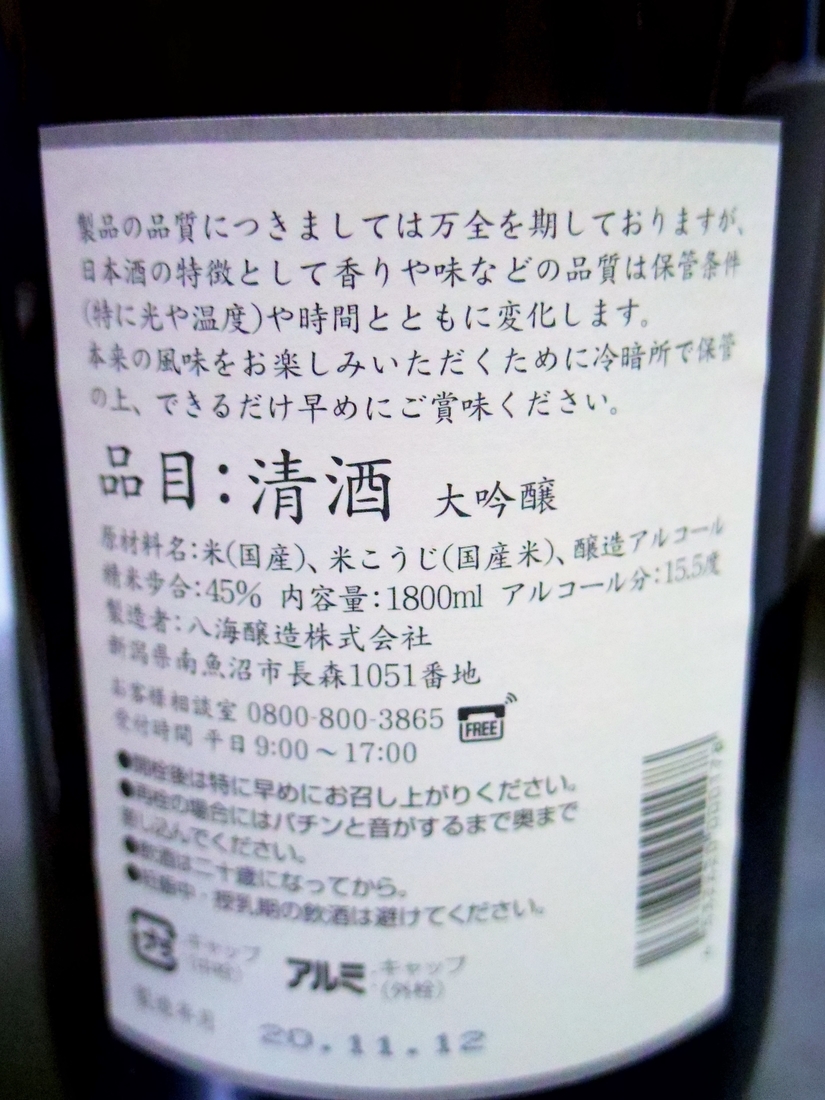 製品の品質につきましては万全を期しておりますが、
日本酒の特徴として香りや味などの品質は保管条件
(特に光や温度)や時間とともに変化します。
本来の風味をお楽しみいただくために冷暗所で保管
の上、できるだけ早めにご賞味ください。
品目:清酒 大吟醸
原材料名:米(国産)、米こうじ(国産米)、醸造アルコール
精米歩合:45% 内容量:1800ml アルコール分:15.5度
製造者:八海醸造株式会社
新潟県南魚沼市長森1051番地
お客様相談室 0800-800-3865 FREE
受付時間 平日9:00~17:00
●開栓後は特に早めにお召し上がりください。
●再栓の場合にはパチンと音がするまで奥まで
差し込んでください。
●飲酒は二十歳になってから。
●妊娠中・授乳期の飲酒は避けてください。
プラ キャップ
アルミ キャップ
(外栓)
製造年月 20.11.12